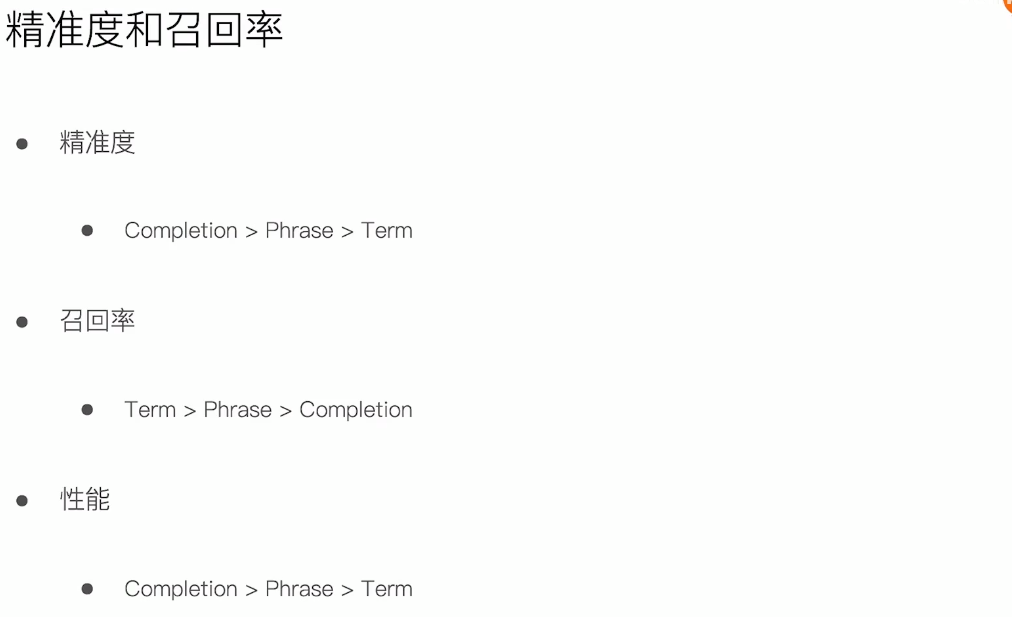 精准度和召回率
精准度
Completion > Phrase > Term
召回率
Term > Phrase > Completion
性能
Completion > Phrase > Term